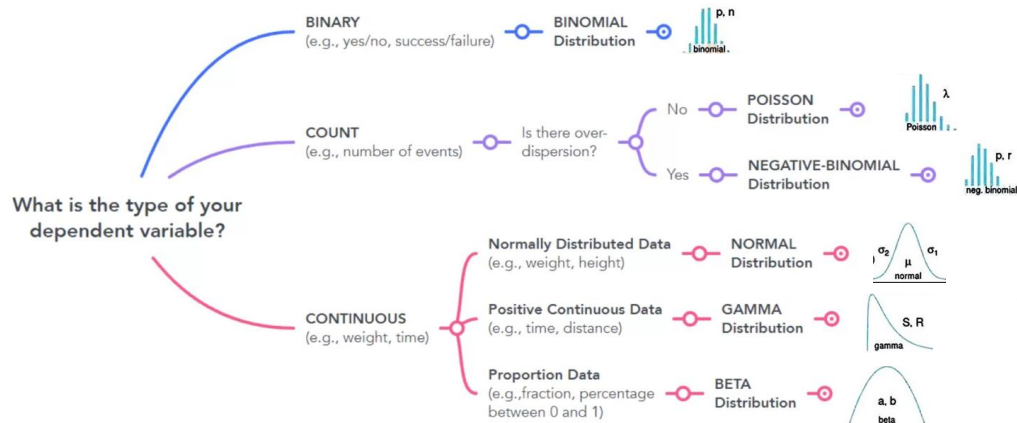 What is the type of your
dependent variable?
BINARY
(e.g., yes/no, success/failure)
BINOMIAL
Distribution
p, n
binomial
COUNT
(e.g., number of events)
Is there over-
dispersion?
No
POISSON
Distribution
λ
Poisson
Yes
NEGATIVE-BINOMIAL
Distribution
p, r
neg. binomial
CONTINUOUS
(e.g., weight, time)
Normally Distributed Data
(e.g., weight, height)
NORMAL
Distribution
) σ2 σ1
μ
normal
Positive Continuous Data
(e.g., time, distance)
GAMMA
Distribution
S, R
gamma
Proportion Data
(e.g.,fraction, percentage
between 0 and 1)
BETA
Distribution
a, b
beta